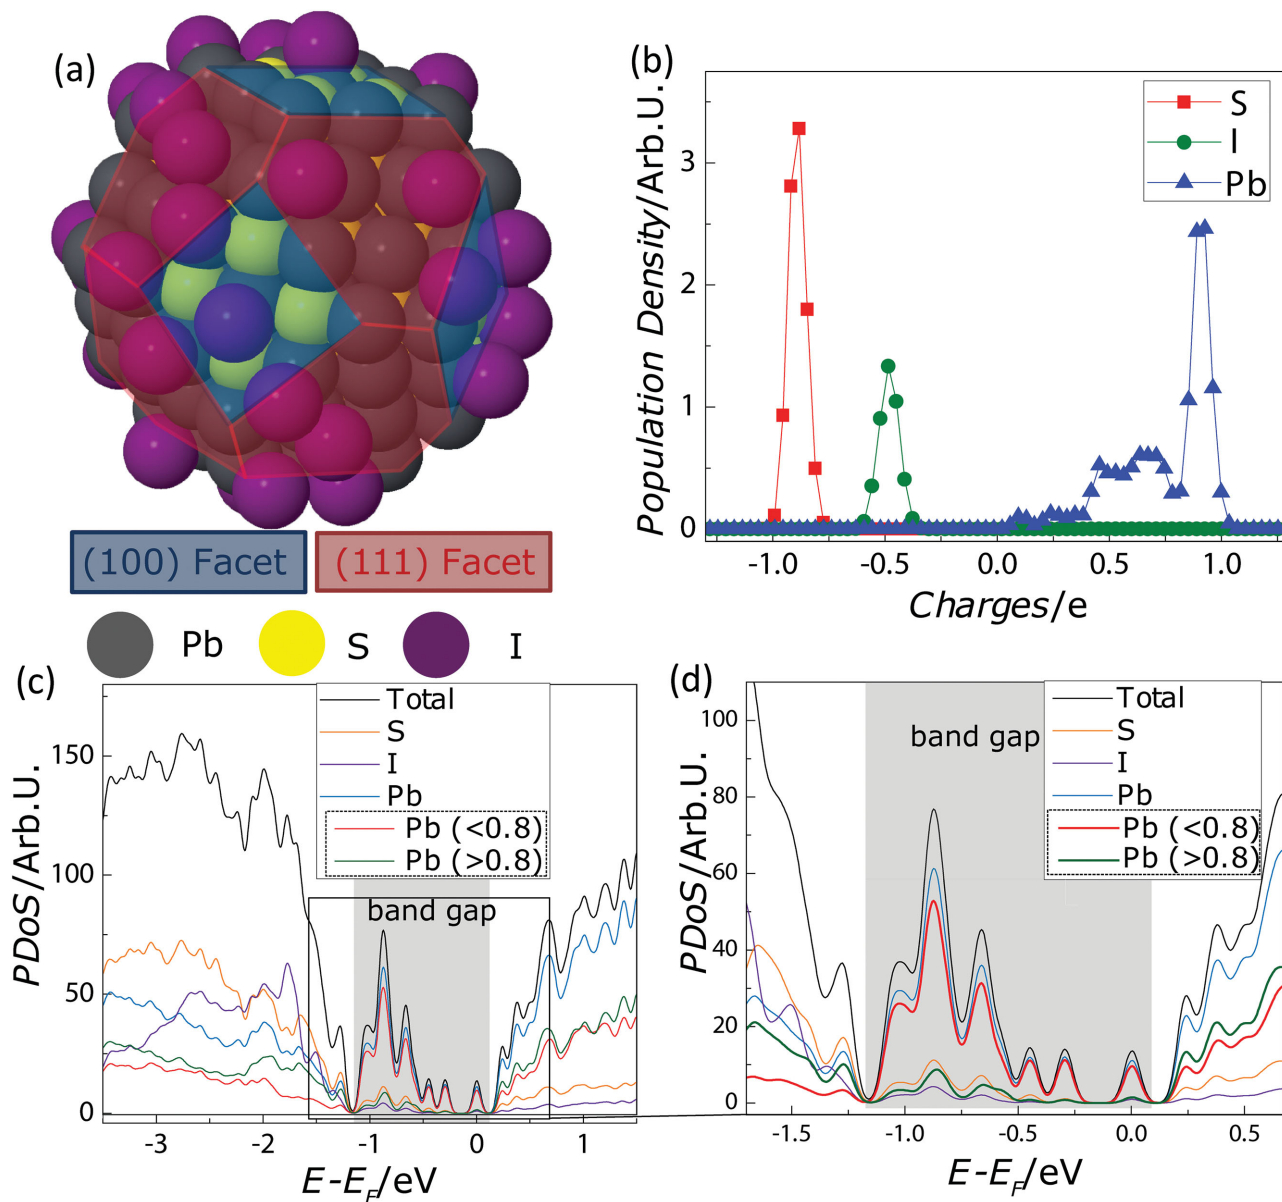 (a)
(100) Facet
(111) Facet
Pb
S
I
(b)
S
I
Pb
3
2
1
0
Population Density/Arb.U.
-1.0
-0.5
0.0
0.5
1.0
Charges/e
(c)
Total
S
I
Pb
Pb (<0.8)
Pb (>0.8)
band gap
150
100
50
0
PDoS/Arb.U.
-3
-2
-1
0
1
E-E_F/eV
(d)
Total
S
I
Pb
Pb (<0.8)
Pb (>0.8)
band gap
100
80
60
40
20
0
PDoS/Arb.U.
-1.5
-1.0
-0.5
0.0
0.5
E-E_F/eV